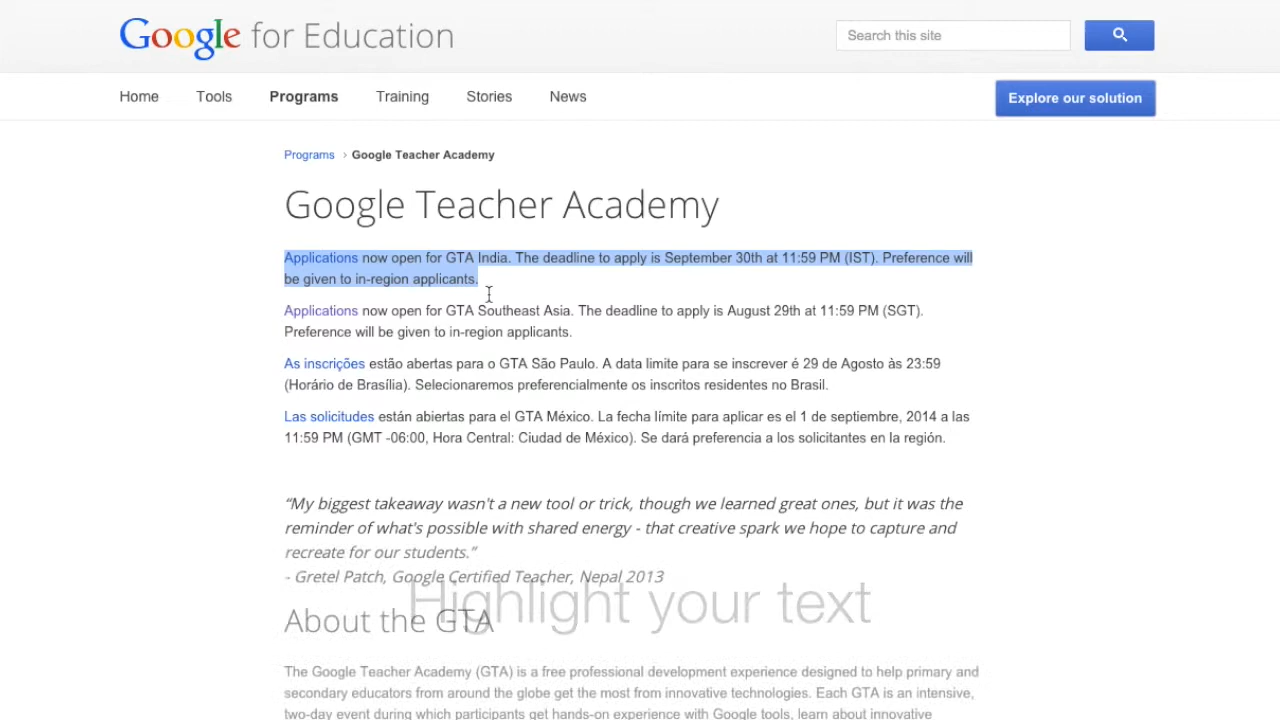 Google for Education
Search this site
Home Tools Programs Training Stories News
Explore our solution
Programs › Google Teacher Academy
Google Teacher Academy
Applications now open for GTA India. The deadline to apply is September 30th at 11:59 PM (IST). Preference will
be given to in-region applicants.
Applications now open for GTA Southeast Asia. The deadline to apply is August 29th at 11:59 PM (SGT).
Preference will be given to in-region applicants.
As inscrições estão abertas para o GTA São Paulo. A data limite para se inscrever é 29 de Agosto às 23:59
(Horário de Brasília). Selecionaremos preferencialmente os inscritos residentes no Brasil.
Las solicitudes están abiertas para el GTA México. La fecha límite para aplicar es el 1 de septiembre, 2014 a las
11:59 PM (GMT -06:00, Hora Central: Ciudad de México). Se dará preferencia a los solicitantes en la región.
“My biggest takeaway wasn't a new tool or trick, though we learned great ones, but it was the
reminder of what's possible with shared energy - that creative spark we hope to capture and
recreate for our students.”
- Gretel Patch, Google Certified Teacher, Nepal 2013
Highlight your text
About the GTA
The Google Teacher Academy (GTA) is a free professional development experience designed to help primary and
secondary educators from around the globe get the most from innovative technologies. Each GTA is an intensive,
two-day event during which participants get hands-on experience with Google tools, learn about innovative